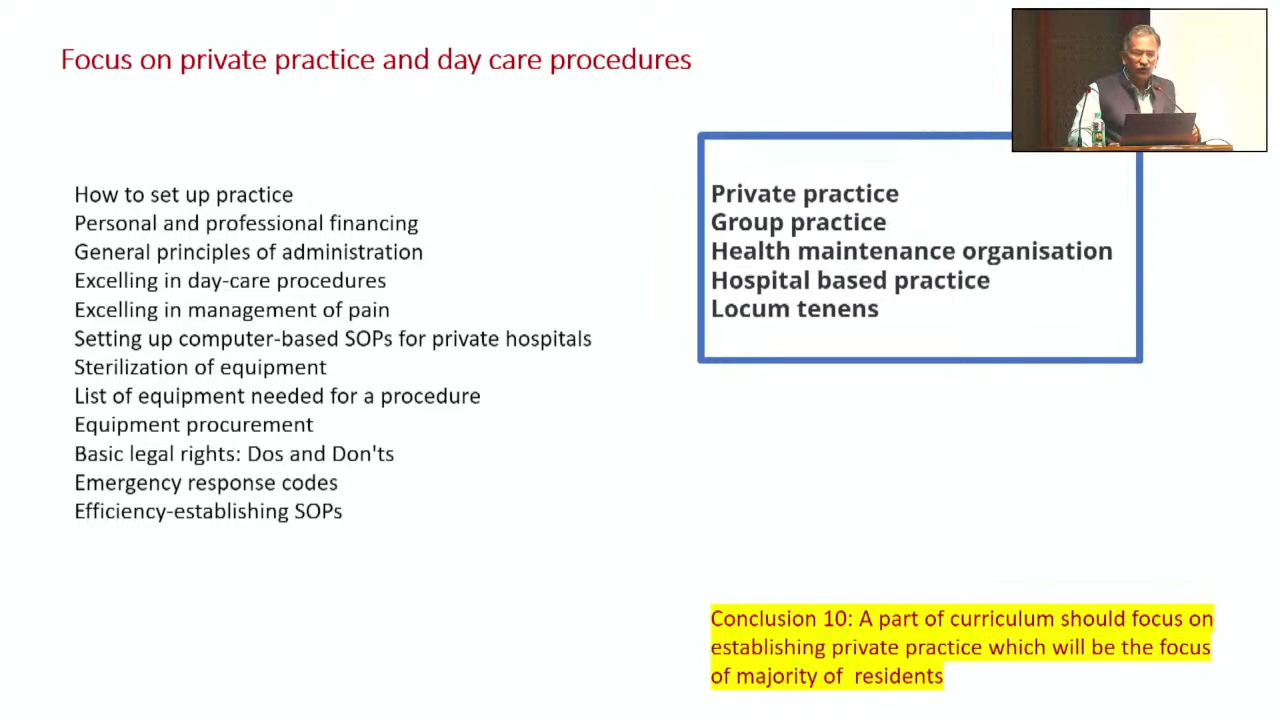 Focus on private practice and day care procedures
How to set up practice
Personal and professional financing
General principles of administration
Excelling in day-care procedures
Excelling in management of pain
Setting up computer-based SOPs for private hospitals
Sterilization of equipment
List of equipment needed for a procedure
Equipment procurement
Basic legal rights: Dos and Don'ts
Emergency response codes
Efficiency-establishing SOPs
Private practice
Group practice
Health maintenance organisation
Hospital based practice
Locum tenens
Conclusion 10: A part of curriculum should focus on
establishing private practice which will be the focus
of majority of residents